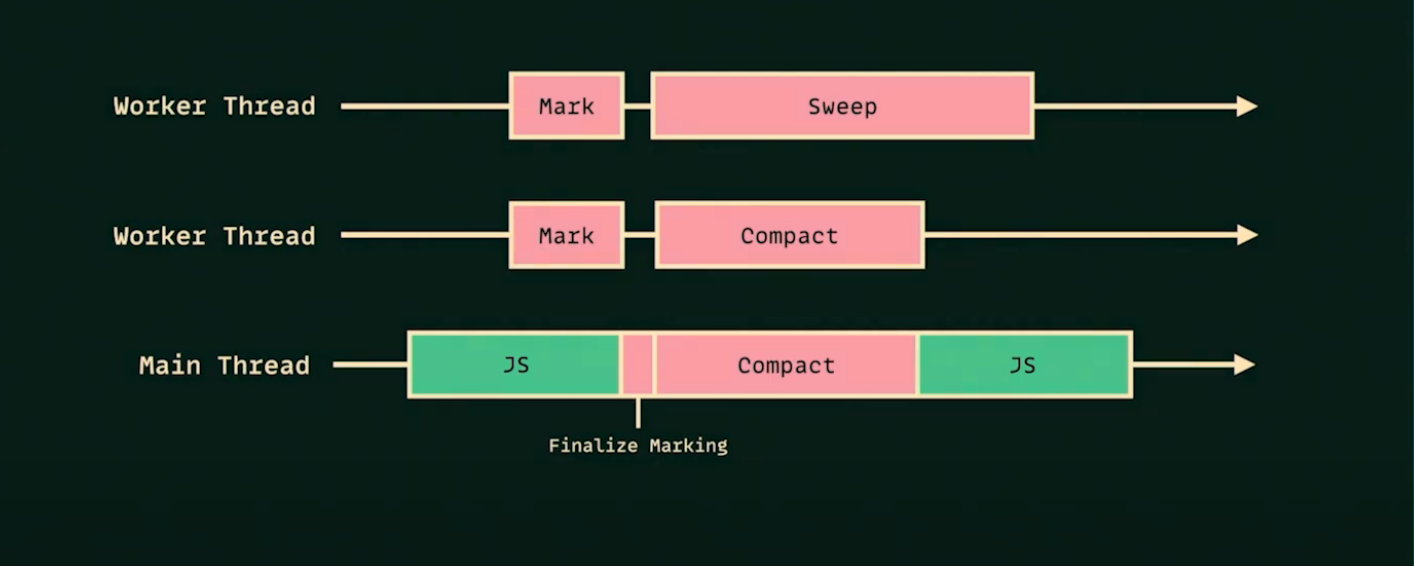 Worker Thread Mark Sweep
Worker Thread Mark Compact
Main Thread JS Compact JS
Finalize Marking